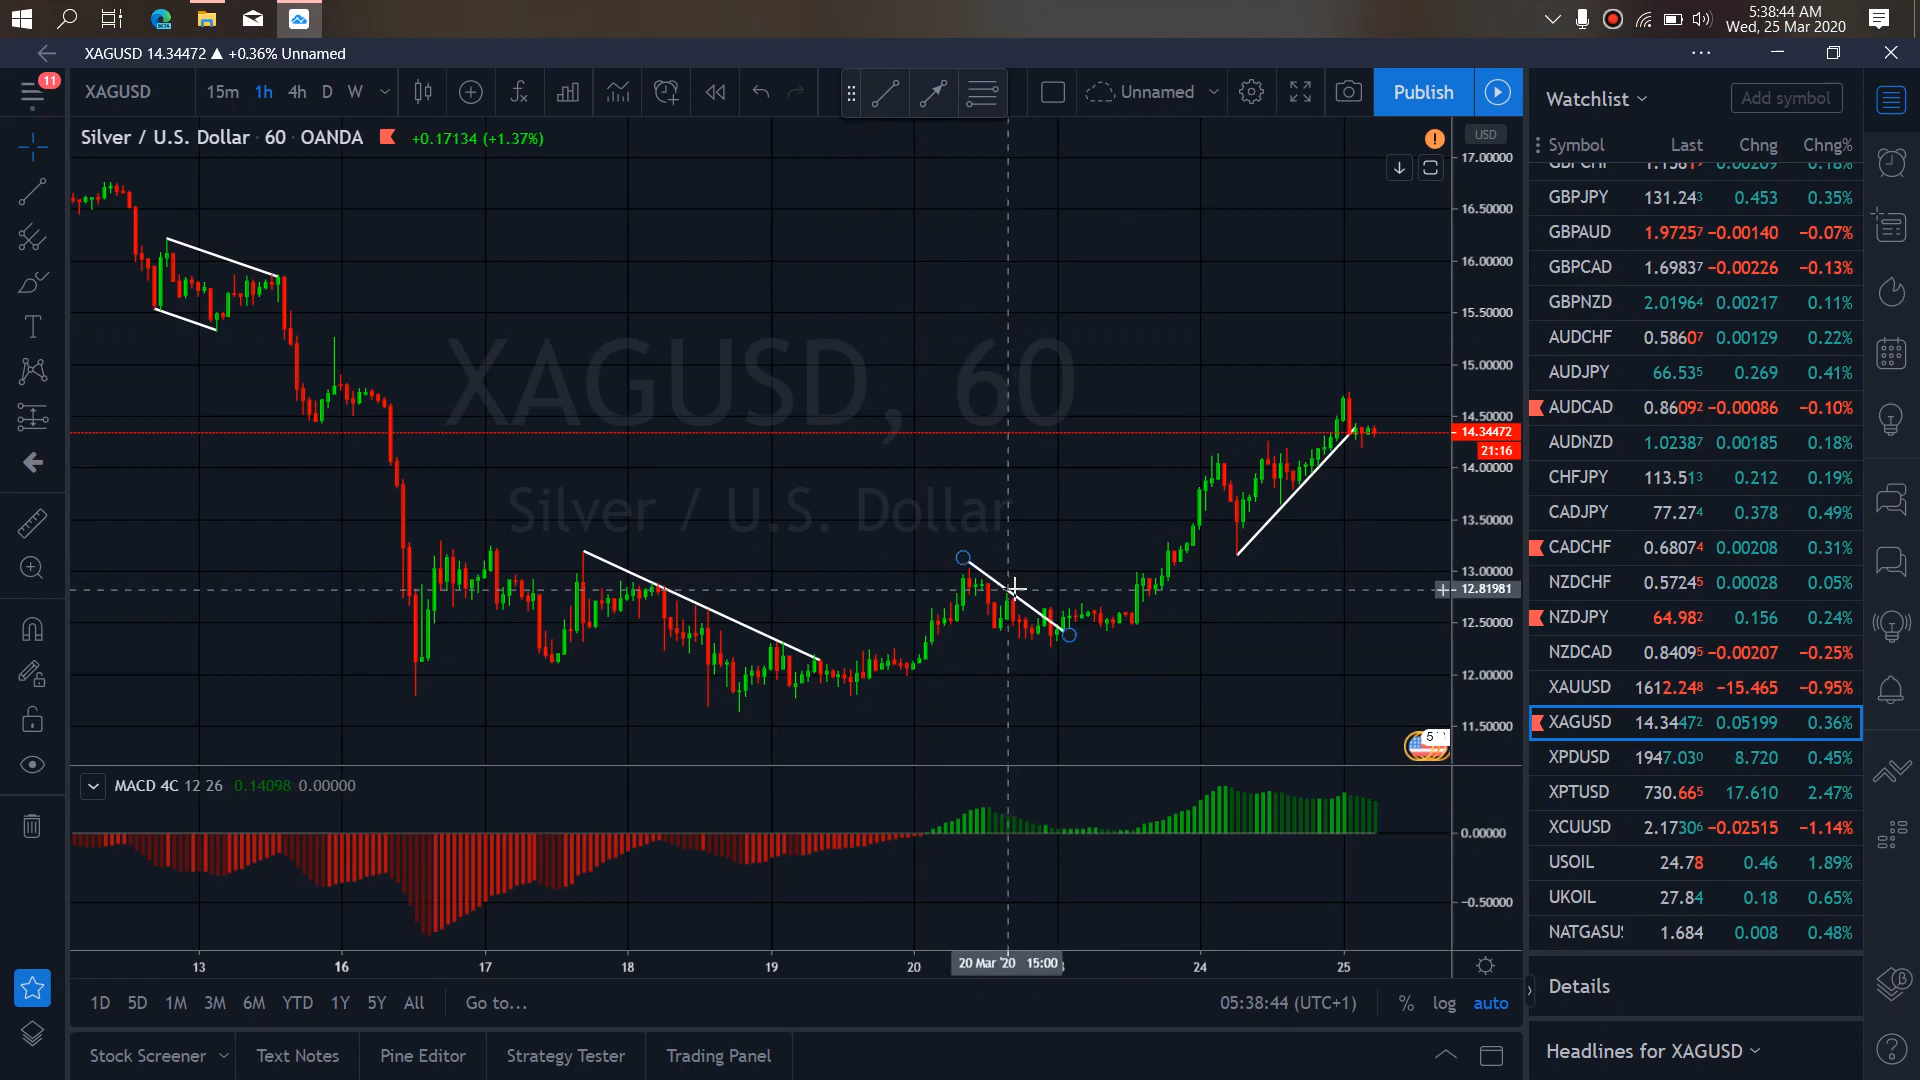 5:38:44 AM
Wed, 25 Mar 2020
XAGUSD 14.34472 ▲ +0.36% Unnamed
11
XAGUSD 15m 1h 4h D W Unnamed Publish
Watchlist Add symbol
Silver / U.S. Dollar · 60 · OANDA +0.17134 (+1.37%)
USD
Symbol Last Chng Chng%
17.00000
16.50000
16.00000
15.50000
15.00000
14.50000
14.34472
21:16
14.00000
13.50000
13.00000
12.81981
12.50000
12.00000
11.50000
XAGUSD, 60
Silver / U.S. Dollar
GBPJPY 131.243 0.453 0.35%
GBPAUD 1.97257 −0.00140 −0.07%
GBPCAD 1.69837 −0.00226 −0.13%
GBPNZD 2.01964 0.00217 0.11%
AUDCHF 0.58607 0.00129 0.22%
AUDJPY 66.535 0.269 0.41%
AUDCAD 0.86092 −0.00086 −0.10%
AUDNZD 1.02387 0.00185 0.18%
CHFJPY 113.513 0.212 0.19%
CADJPY 77.274 0.378 0.49%
CADCHF 0.68074 0.00208 0.31%
NZDCHF 0.57245 0.00028 0.05%
NZDJPY 64.982 0.156 0.24%
NZDCAD 0.84095 −0.00207 −0.25%
XAUUSD 1612.248 −15.465 −0.95%
XAGUSD 14.34472 0.05199 0.36%
XPDUSD 1947.030 8.720 0.45%
XPTUSD 730.665 17.610 2.47%
XCUUSD 2.17306 −0.02515 −1.14%
USOIL 24.78 0.46 1.89%
UKOIL 27.84 0.18 0.65%
NATGASU 1.684 0.008 0.48%
MACD 4C 12 26 0.14098 0.00000
0.00000
−0.50000
13 16 17 18 19 20 20 Mar '20 15:00 24 25
1D 5D 1M 3M 6M YTD 1Y 5Y All Go to... 05:38:44 (UTC+1) % log auto
Details
Stock Screener Text Notes Pine Editor Strategy Tester Trading Panel
Headlines for XAGUSD